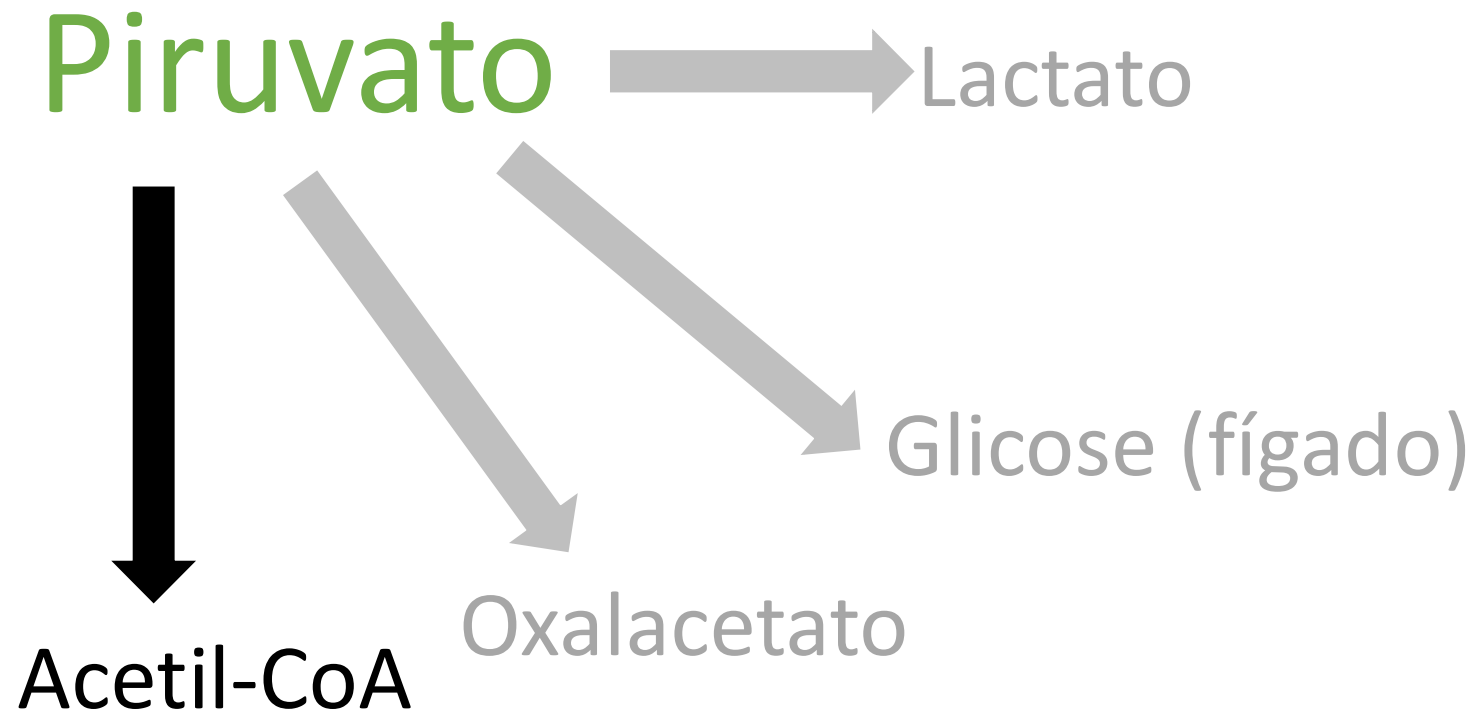 Piruvato
Lactato
Glicose (fígado)
Oxalacetato
Acetil-CoA